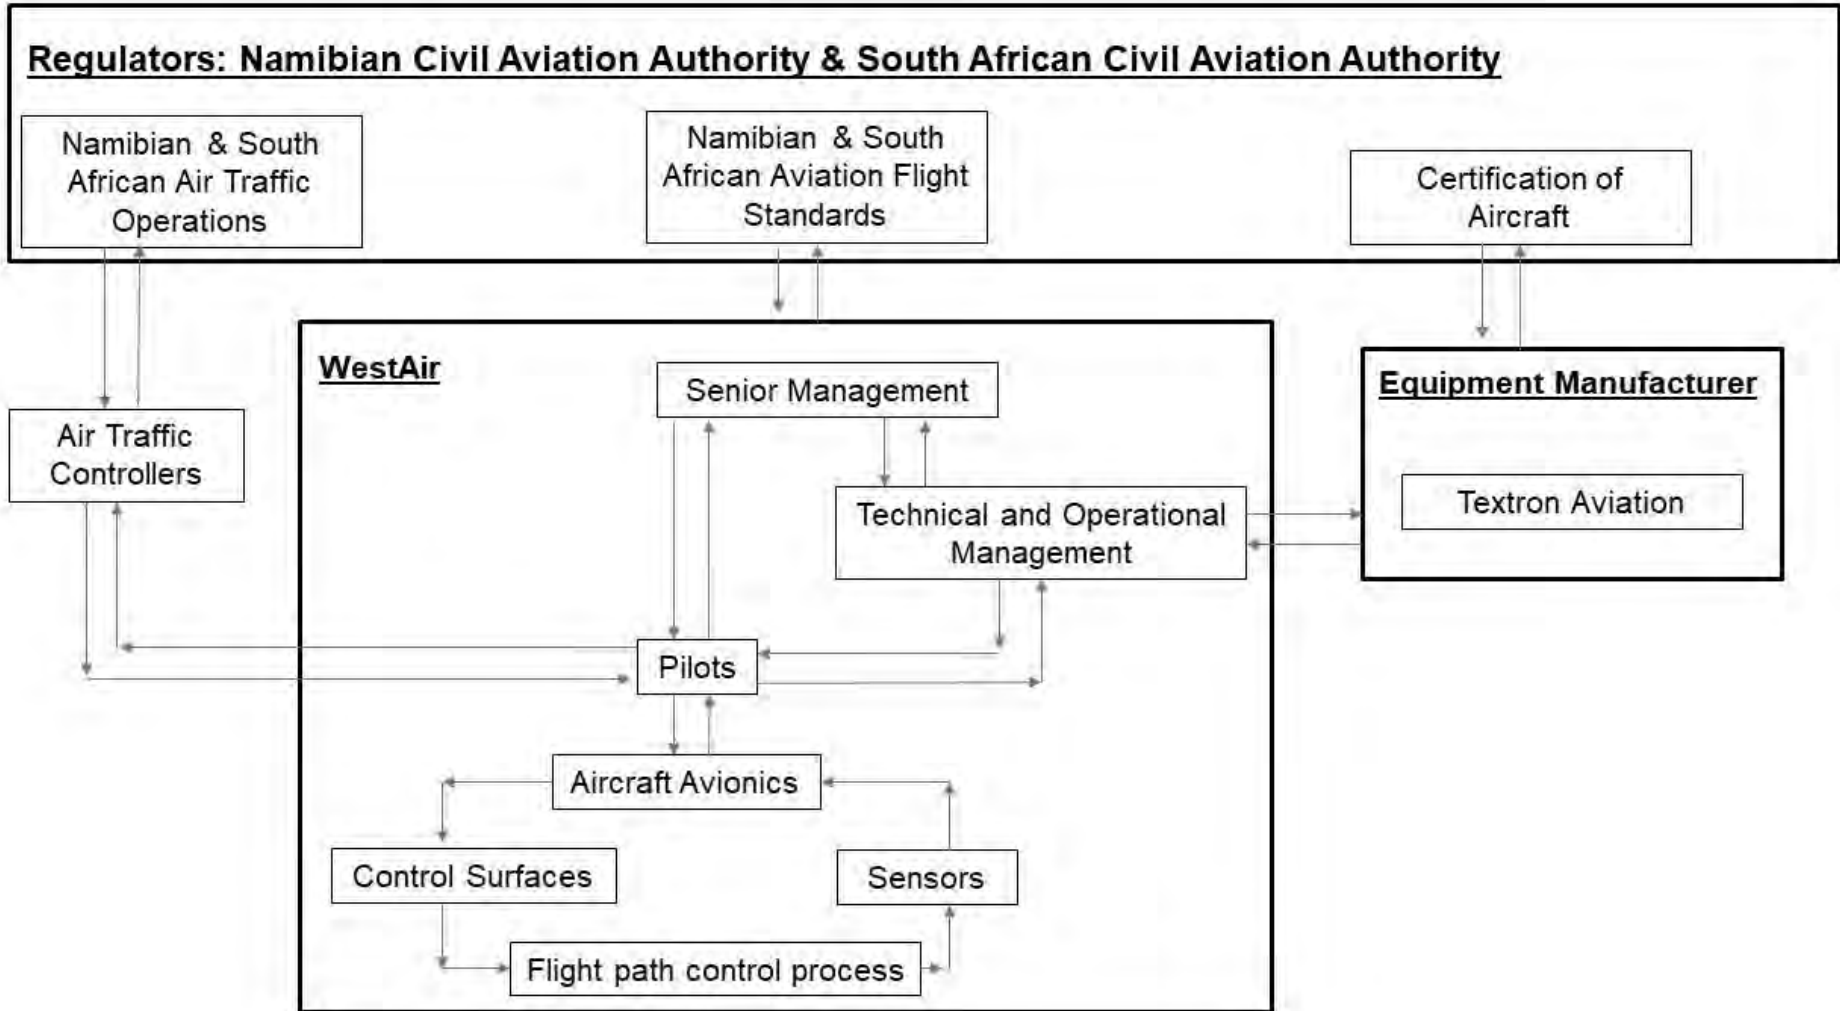 Regulators: Namibian Civil Aviation Authority & South African Civil Aviation Authority
Namibian & South
African Air Traffic
Operations
Namibian & South
African Aviation Flight
Standards
Certification of
Aircraft
WestAir
Senior Management
Equipment Manufacturer
Air Traffic
Controllers
Technical and Operational
Management
Textron Aviation
Pilots
Aircraft Avionics
Control Surfaces
Sensors
Flight path control process